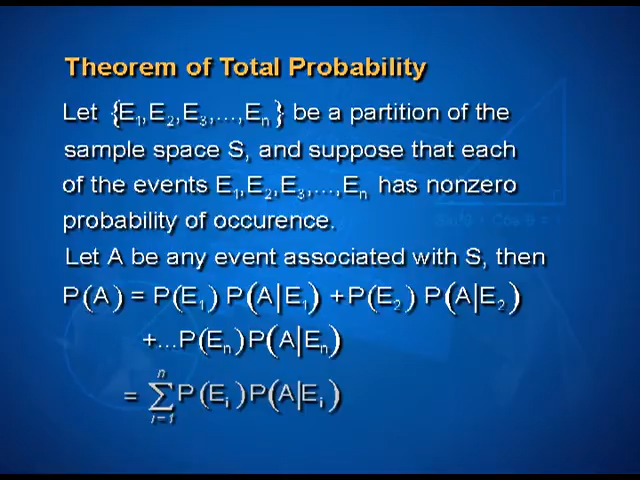 Theorem of Total Probability
Let {E₁,E₂,E₃,...,Eₙ} be a partition of the
sample space S, and suppose that each
of the events E₁,E₂,E₃,...,Eₙ has nonzero
probability of occurence.
Let A be any event associated with S, then
P(A) = P(E₁) P(A|E₁) + P(E₂) P(A|E₂)
+...P(Eₙ)P(A|Eₙ)
= ∑ⁿᵢ₌₁ P(Eᵢ)P(A|Eᵢ)